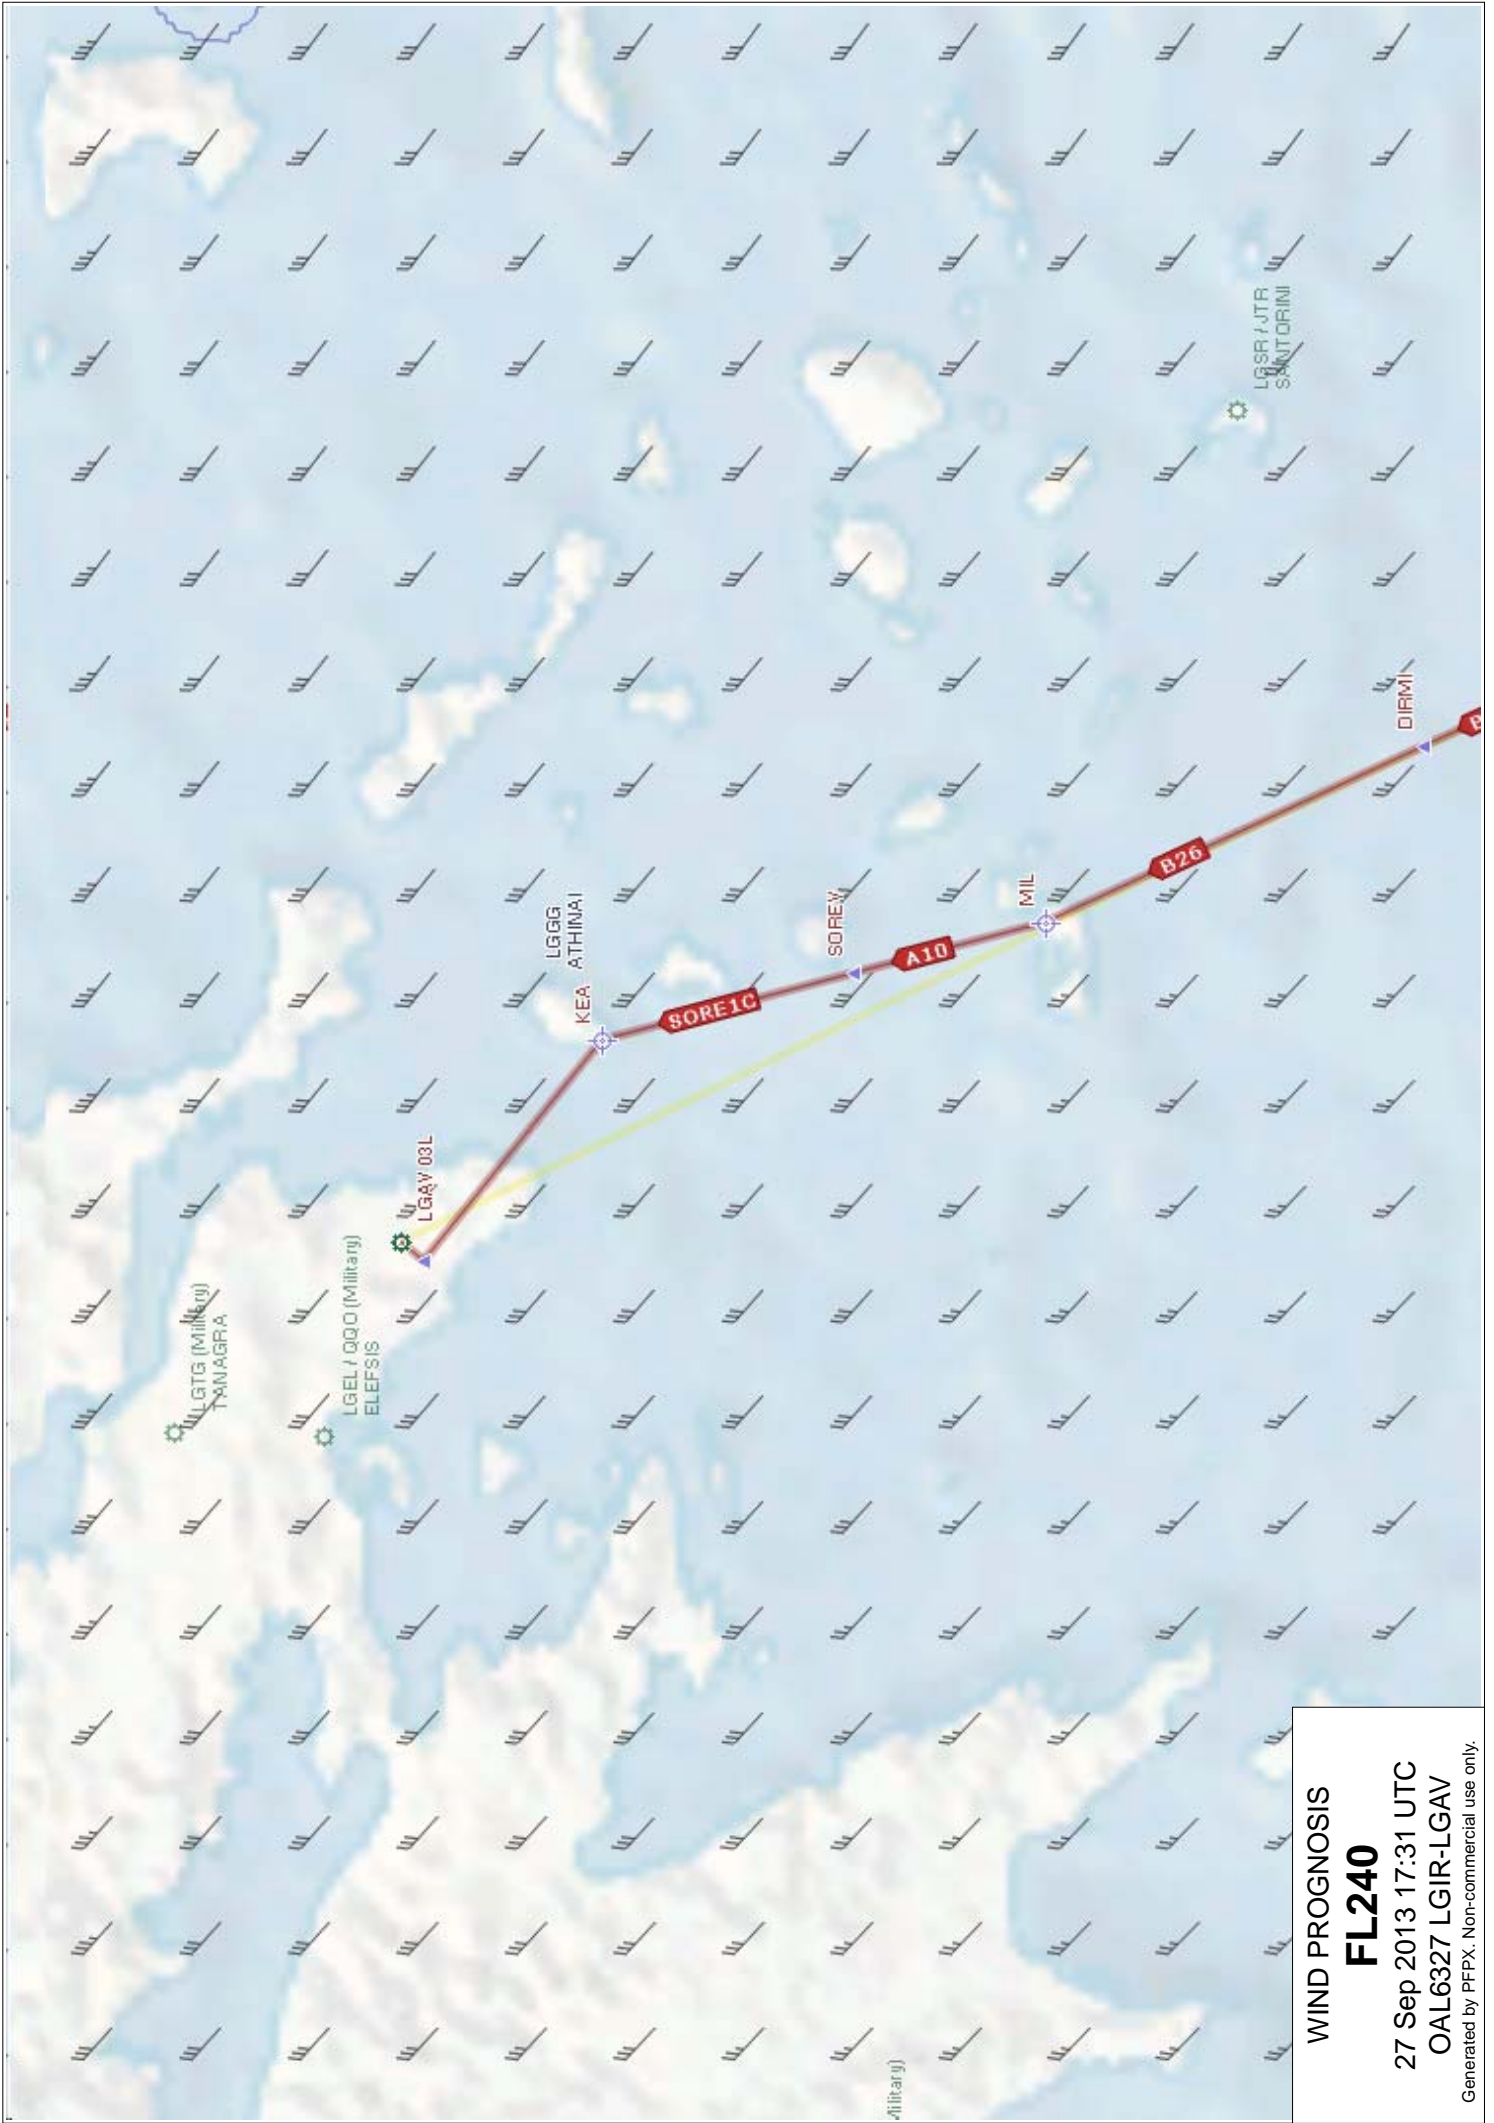 LGTG (Military)
TANAGRA
LGEL / QQO (Military)
ELEFSIS
LGAV 03L
LGGG
ATHINAI
KEA
SORE1C
SOREV
A10
MIL
B26
DIRMI
LGSR / JTR
SANTORINI
WIND PROGNOSIS
FL240
27 Sep 2013 17:31 UTC
OAL6327 LGIR-LGAV
Generated by PFPX. Non-commercial use only.